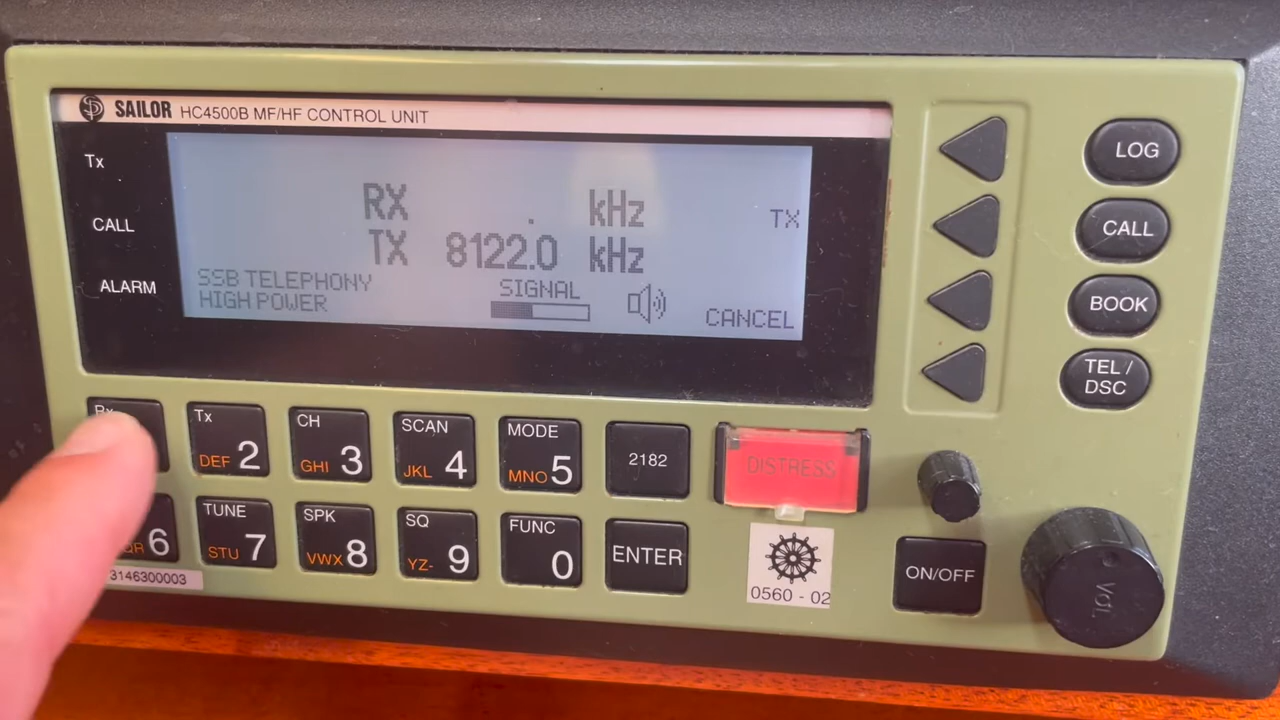 SAILOR HC4500B MF/HF CONTROL UNIT
Tx
CALL
ALARM
RX . kHz
TX 8122.0 kHz
TX
SSB TELEPHONY
HIGH POWER
SIGNAL
CANCEL
LOG
CALL
BOOK
TEL/
DSC
Rx
Tx
DEF 2
CH
GHI 3
SCAN
JKL 4
MODE
MNO 5
2182
DISTRESS
6
TUNE
STU 7
SPK
VWX 8
SQ
YZ- 9
FUNC
0
ENTER
3146300003
0560 - 02
ON/OFF
VOL